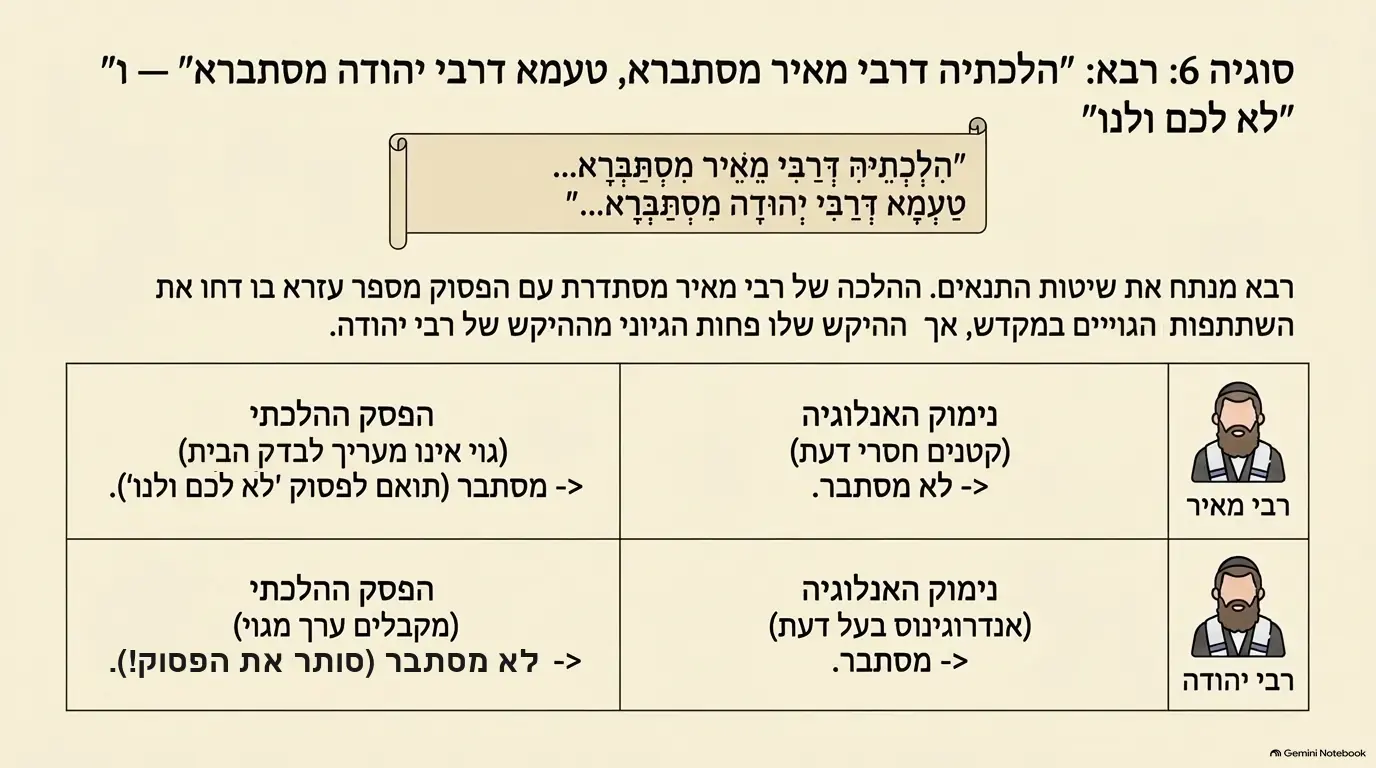 סוגיה 6: רבא: "הלכתיה דרבי מאיר מסתברא, טעמא דרבי יהודה מסתברא" — ו"
"לא לכם ולנו"
"הִלְכְתֵיהּ דְּרַבִּי מֵאִיר מִסְתַּבְּרָא...
טַעְמָא דְּרַבִּי יְהוּדָה מִסְתַּבְּרָא..."
רבא מנתח את שיטות התנאים. ההלכה של רבי מאיר מסתדרת עם הפסוק מספר עזרא בו דחו את
השתתפות הגוייים במקדש, אך ההיקש שלו פחות הגיוני מההיקש של רבי יהודה.
רבי מאיר
נימוק האנלוגיה
(קטנים חסרי דעת)
-> לא מסתבר.
הפסק ההלכתי
(גוי אינו מעריך לבדק הבית)
-> מסתבר (תואם לפסוק 'לא לכם ולנו').
רבי יהודה
נימוק האנלוגיה
(אנדרוגינוס בעל דעת)
-> מסתבר.
הפסק ההלכתי
(מקבלים ערך מגוי)
-> לא מסתבר (סותר את הפסוק!).
Gemini Notebook